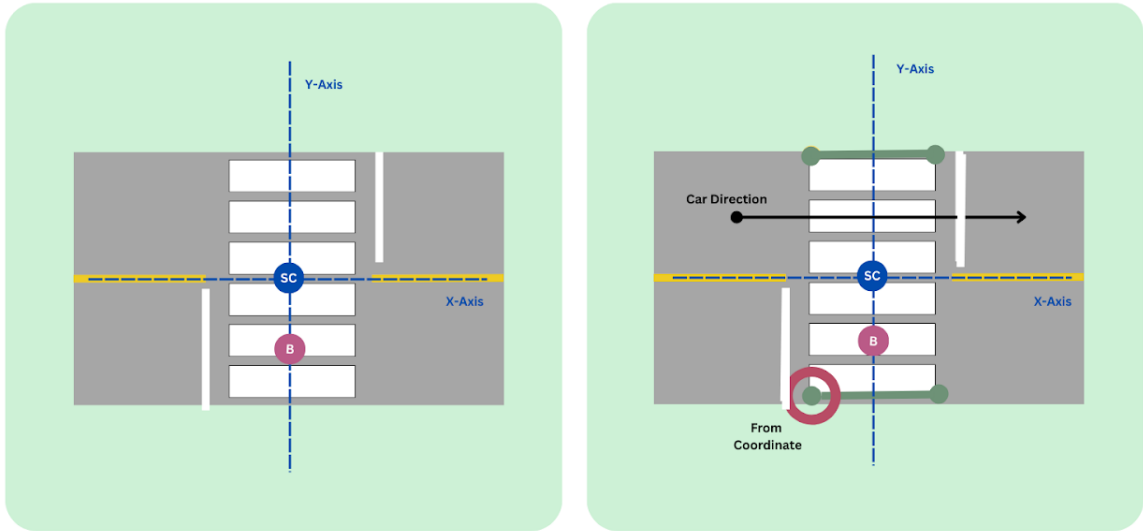 Y-Axis
SC
X-Axis
B
Y-Axis
Car Direction
SC
X-Axis
B
From
Coordinate